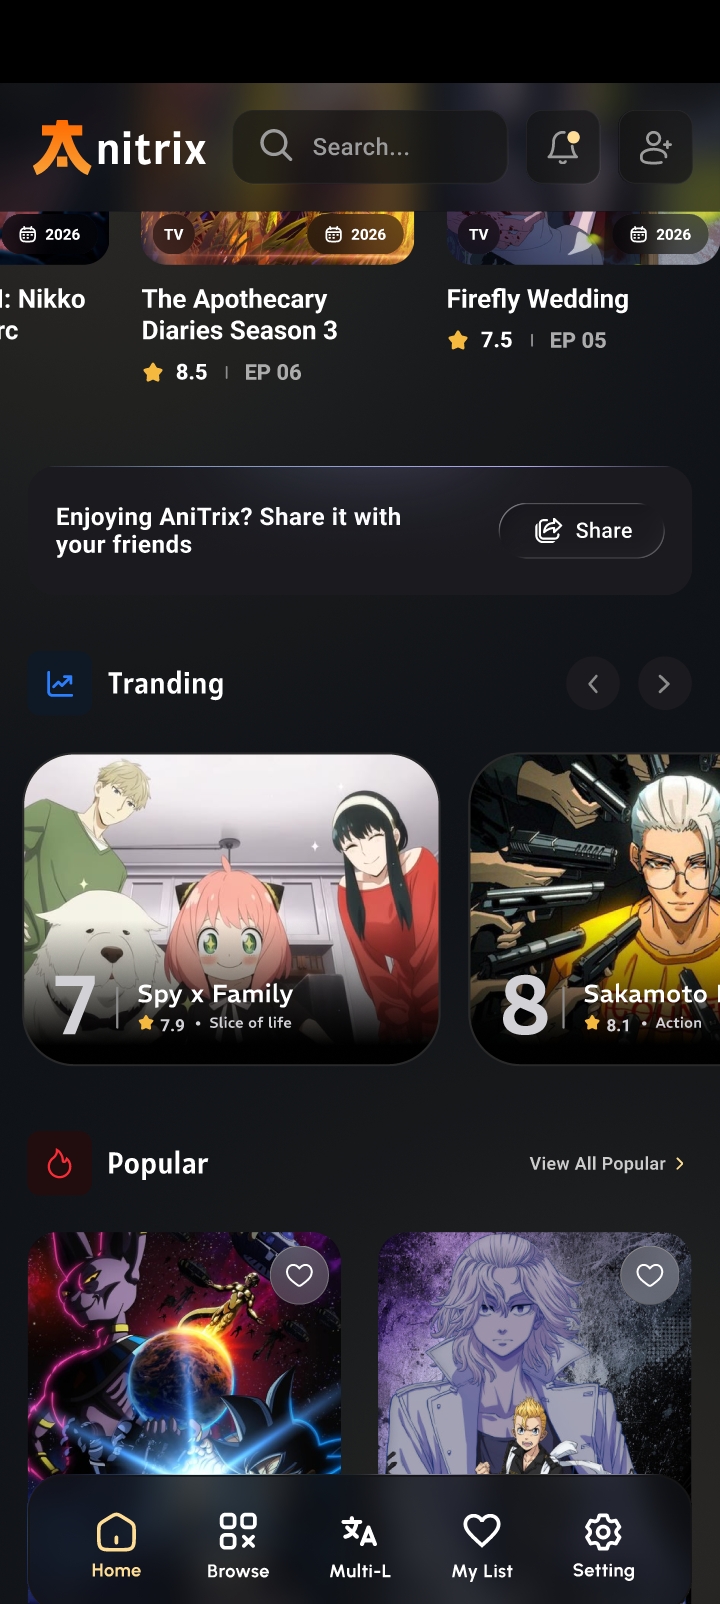 nitrix
Search...
2026
TV
2026
TV
2026
I: Nikko
rc
The Apothecary
Diaries Season 3
8.5 | EP 06
Firefly Wedding
7.5 | EP 05
Enjoying AniTrix? Share it with
your friends
Share
Tranding
7
Spy x Family
7.9 • Slice of life
8
Sakamoto
8.1 • Action
Popular
View All Popular
Home
Browse
Multi-L
My List
Setting